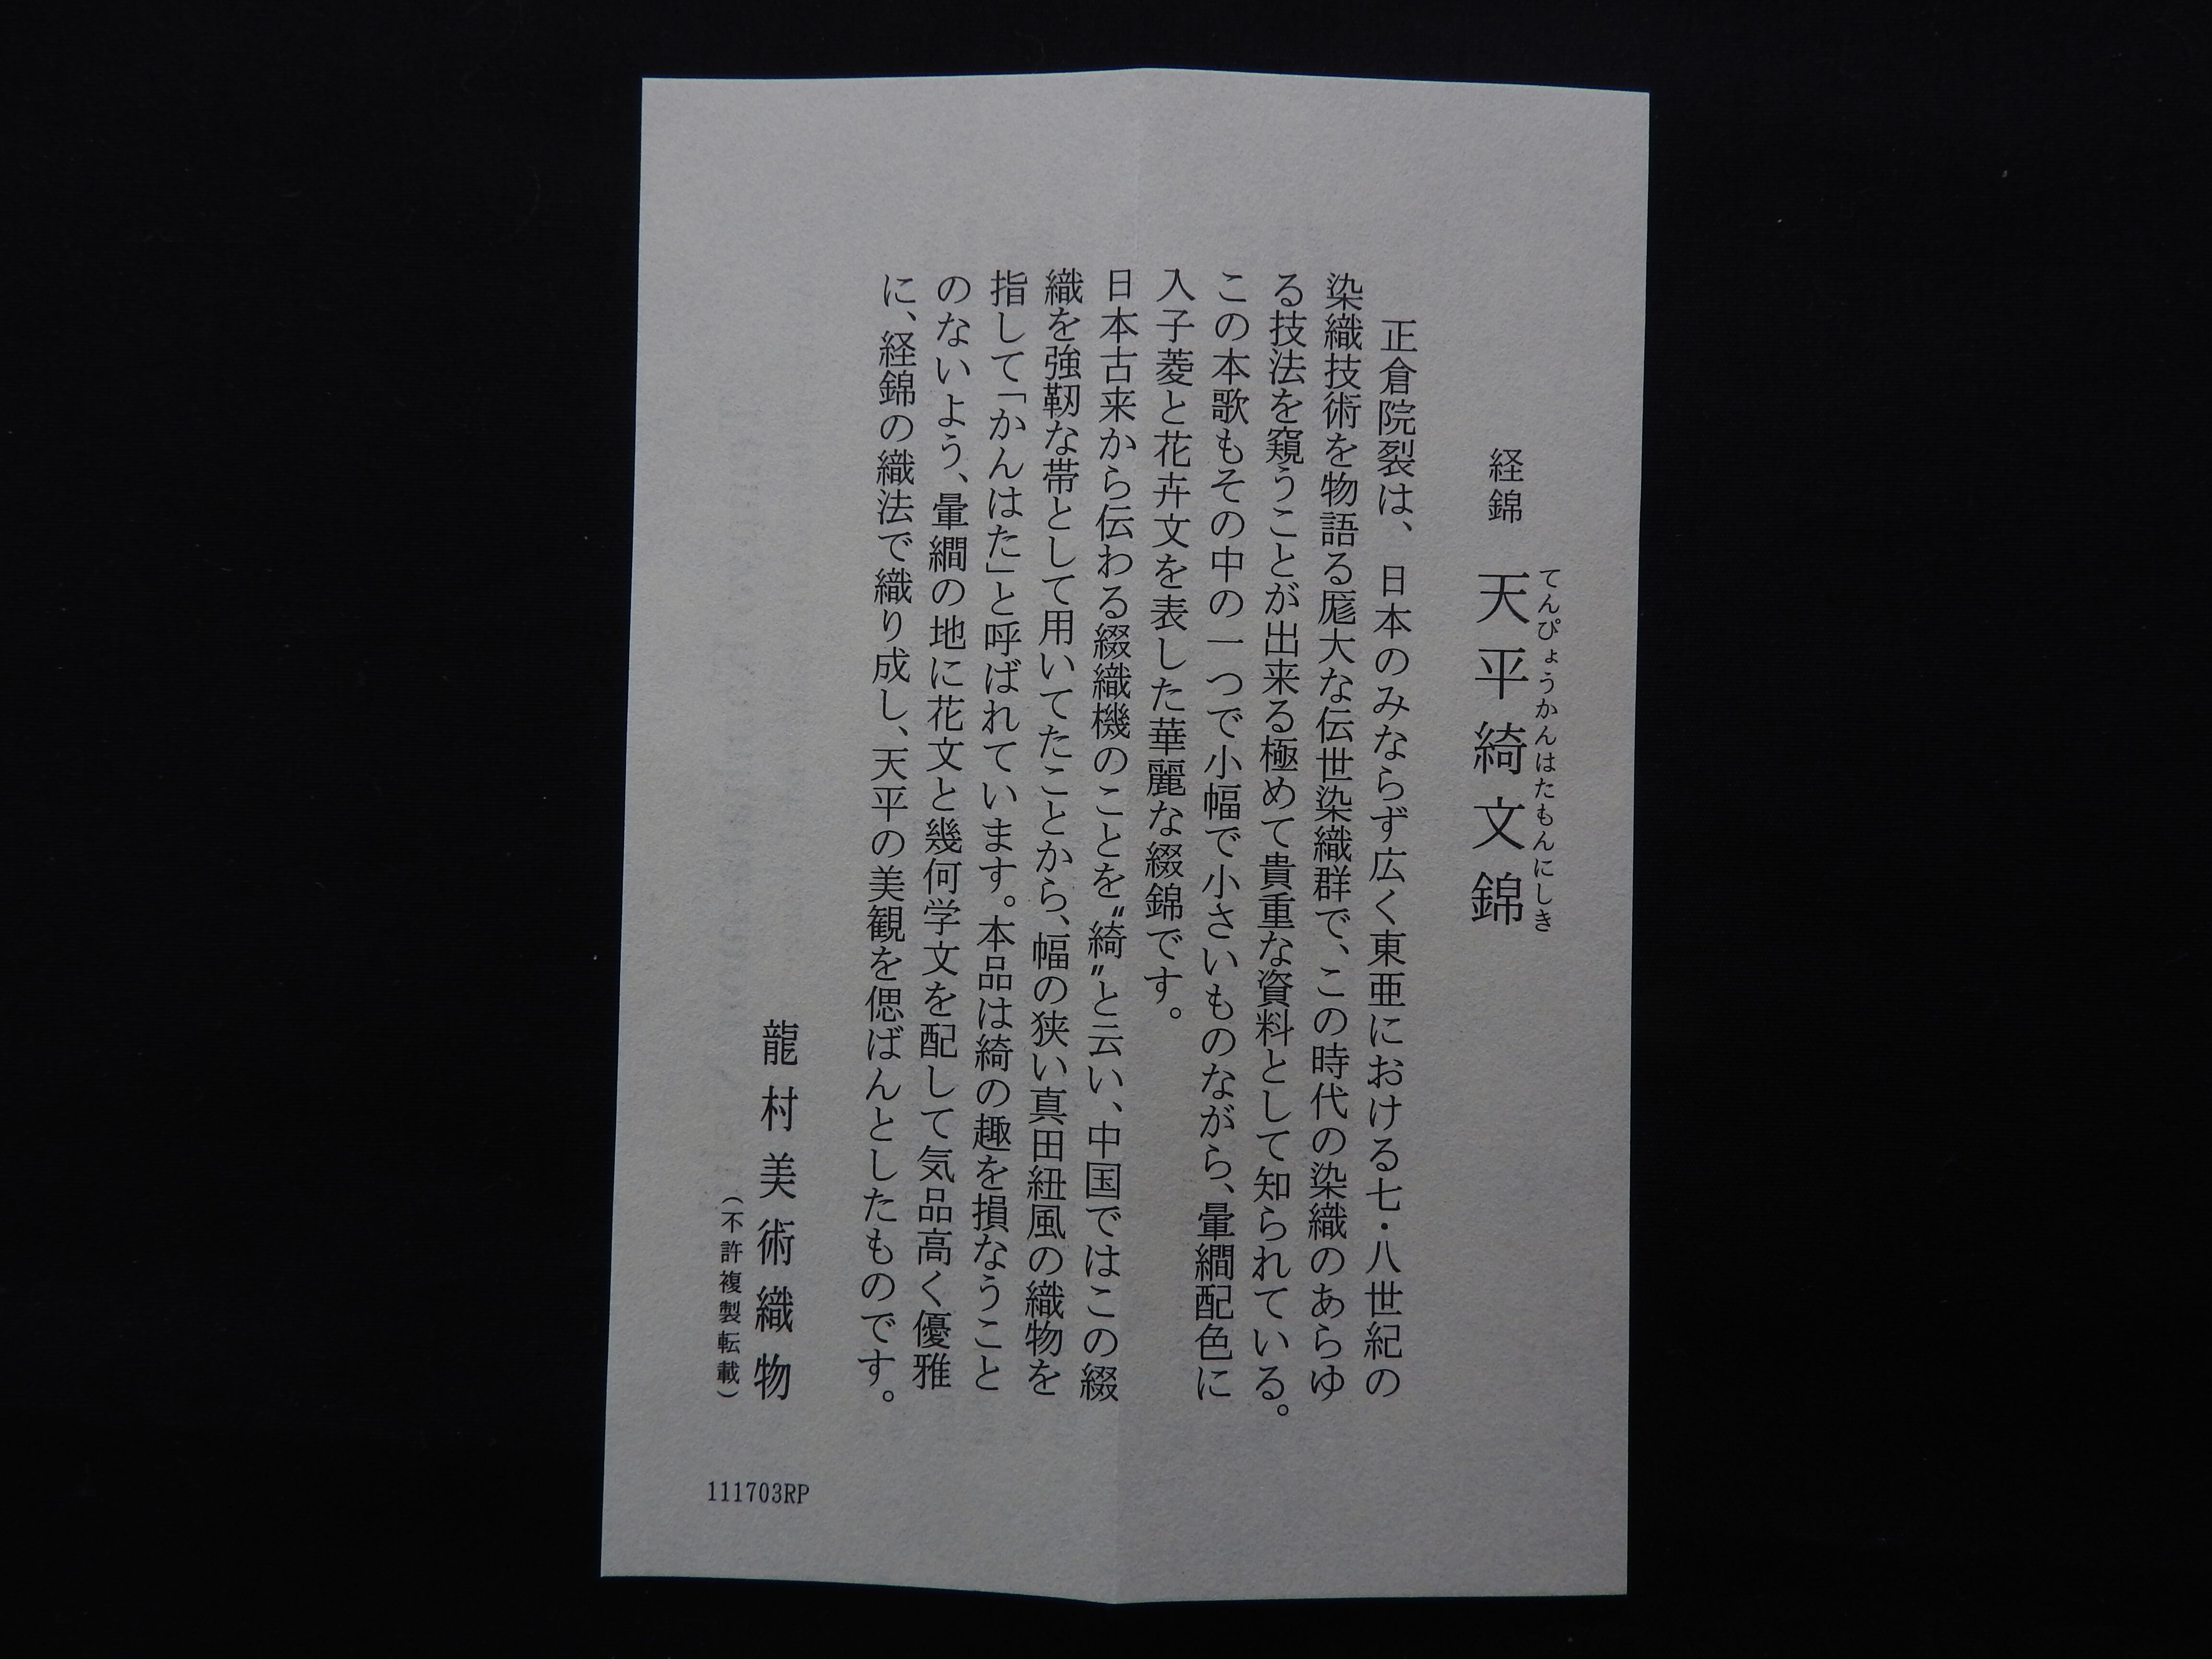 経錦　天平綺文錦
てんぴょうかんはたもんにしき
正倉院裂は、日本のみならず広く東亜における七・八世紀の
染織技術を物語る厖大な伝世染織群で、この時代の染織のあらゆ
る技法を窺うことが出来る極めて貴重な資料として知られている。
この本歌もその中の一つで小幅で小さいものながら、暈繝配色に
入子菱と花卉文を表した華麗な綴錦です。
日本古来から伝わる綴織機のことを〝綺〟と云い、中国ではこの綴
織を強靭な帯として用いてたことから、幅の狭い真田紐風の織物を
指して「かんはた」と呼ばれています。本品は綺の趣を損なうこと
のないよう、暈繝の地に花文と幾何学文を配して気品高く優雅
に、経錦の織法で織り成し、天平の美観を偲ばんとしたものです。
龍村美術織物
（不許複製転載）
111703RP